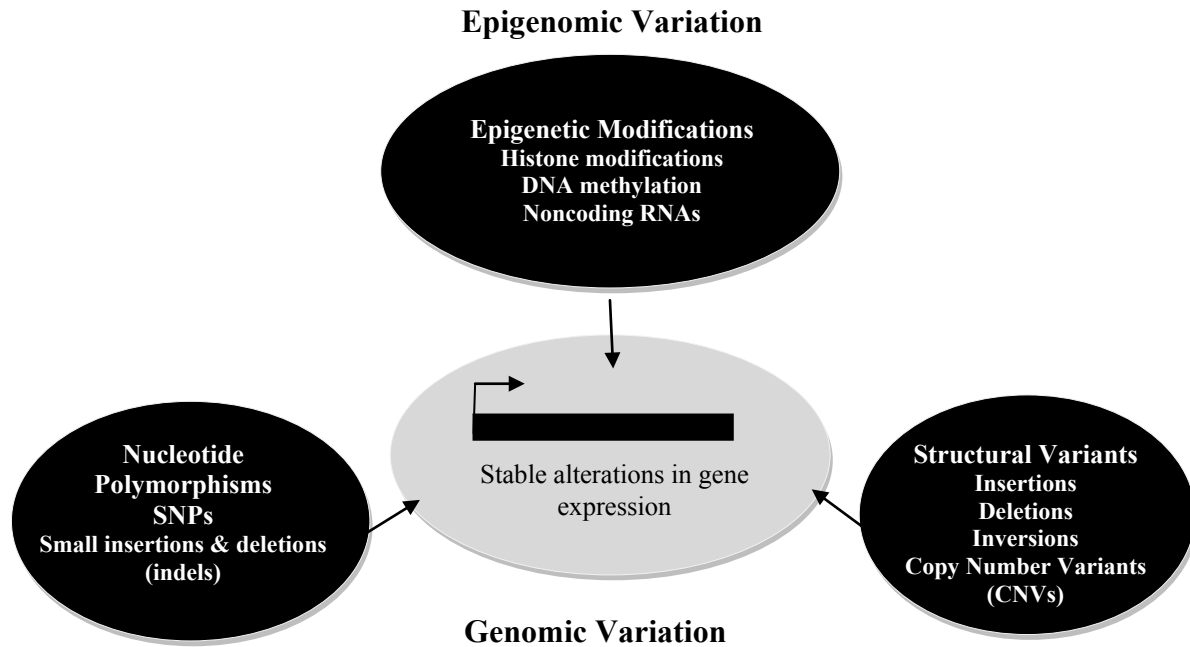 Epigenomic Variation
Epigenetic Modifications
Histone modifications
DNA methylation
Noncoding RNAs
Stable alterations in gene
expression
Nucleotide
Polymorphisms
SNPs
Small insertions & deletions
(indels)
Structural Variants
Insertions
Deletions
Inversions
Copy Number Variants
(CNVs)
Genomic Variation